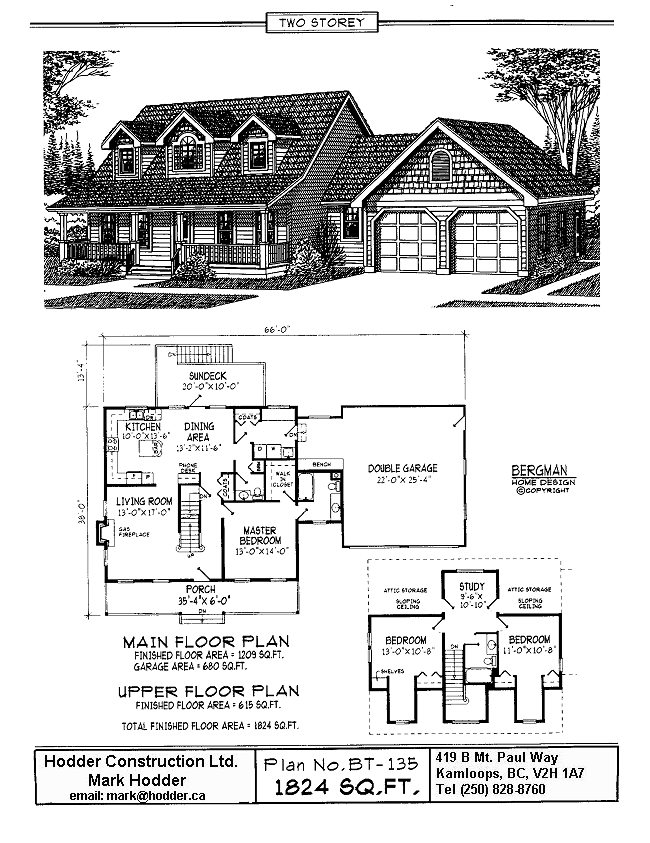 TWO STOREY
66'-0"
13'-4"
38'-0"
SUNDECK
20'-0"X10'-0"
KITCHEN
10'-0"X13'-6"
DW
DINING
AREA
13'-2"X11'-6"
COATS
DN
D W
PHONE
DESK
DN
COATS
WALK
IN
CLOSET
BENCH
DOUBLE GARAGE
22'-0"X 25'-4"
LIVING ROOM
13'-0"X17'-0"
GAS
FIREPLACE
MASTER
BEDROOM
13'-0"X14'-0"
PORCH
35'-4"X 6'-0"
DN
BERGMAN
HOME DESIGN
©COPYRIGHT
ATTIC STORAGE
SLOPING
CEILING
STUDY
9'-6"X
10'-10"
ATTIC STORAGE
SLOPING
CEILING
BEDROOM
13'-0"X10'-8"
DN
BEDROOM
11'-0"X10'-8"
SHELVES
MAIN FLOOR PLAN
FINISHED FLOOR AREA = 1209 SQ.FT.
GARAGE AREA = 680 SQ.FT.
UPPER FLOOR PLAN
FINISHED FLOOR AREA = 615 SQ.FT.
TOTAL FINISHED FLOOR AREA = 1824 SQ.FT.
Hodder Construction Ltd.
Mark Hodder
email: mark@hodder.ca
Plan No.BT-135
1824 SQ.FT.
419 B Mt. Paul Way
Kamloops, BC, V2H 1A7
Tel (250) 828-8760